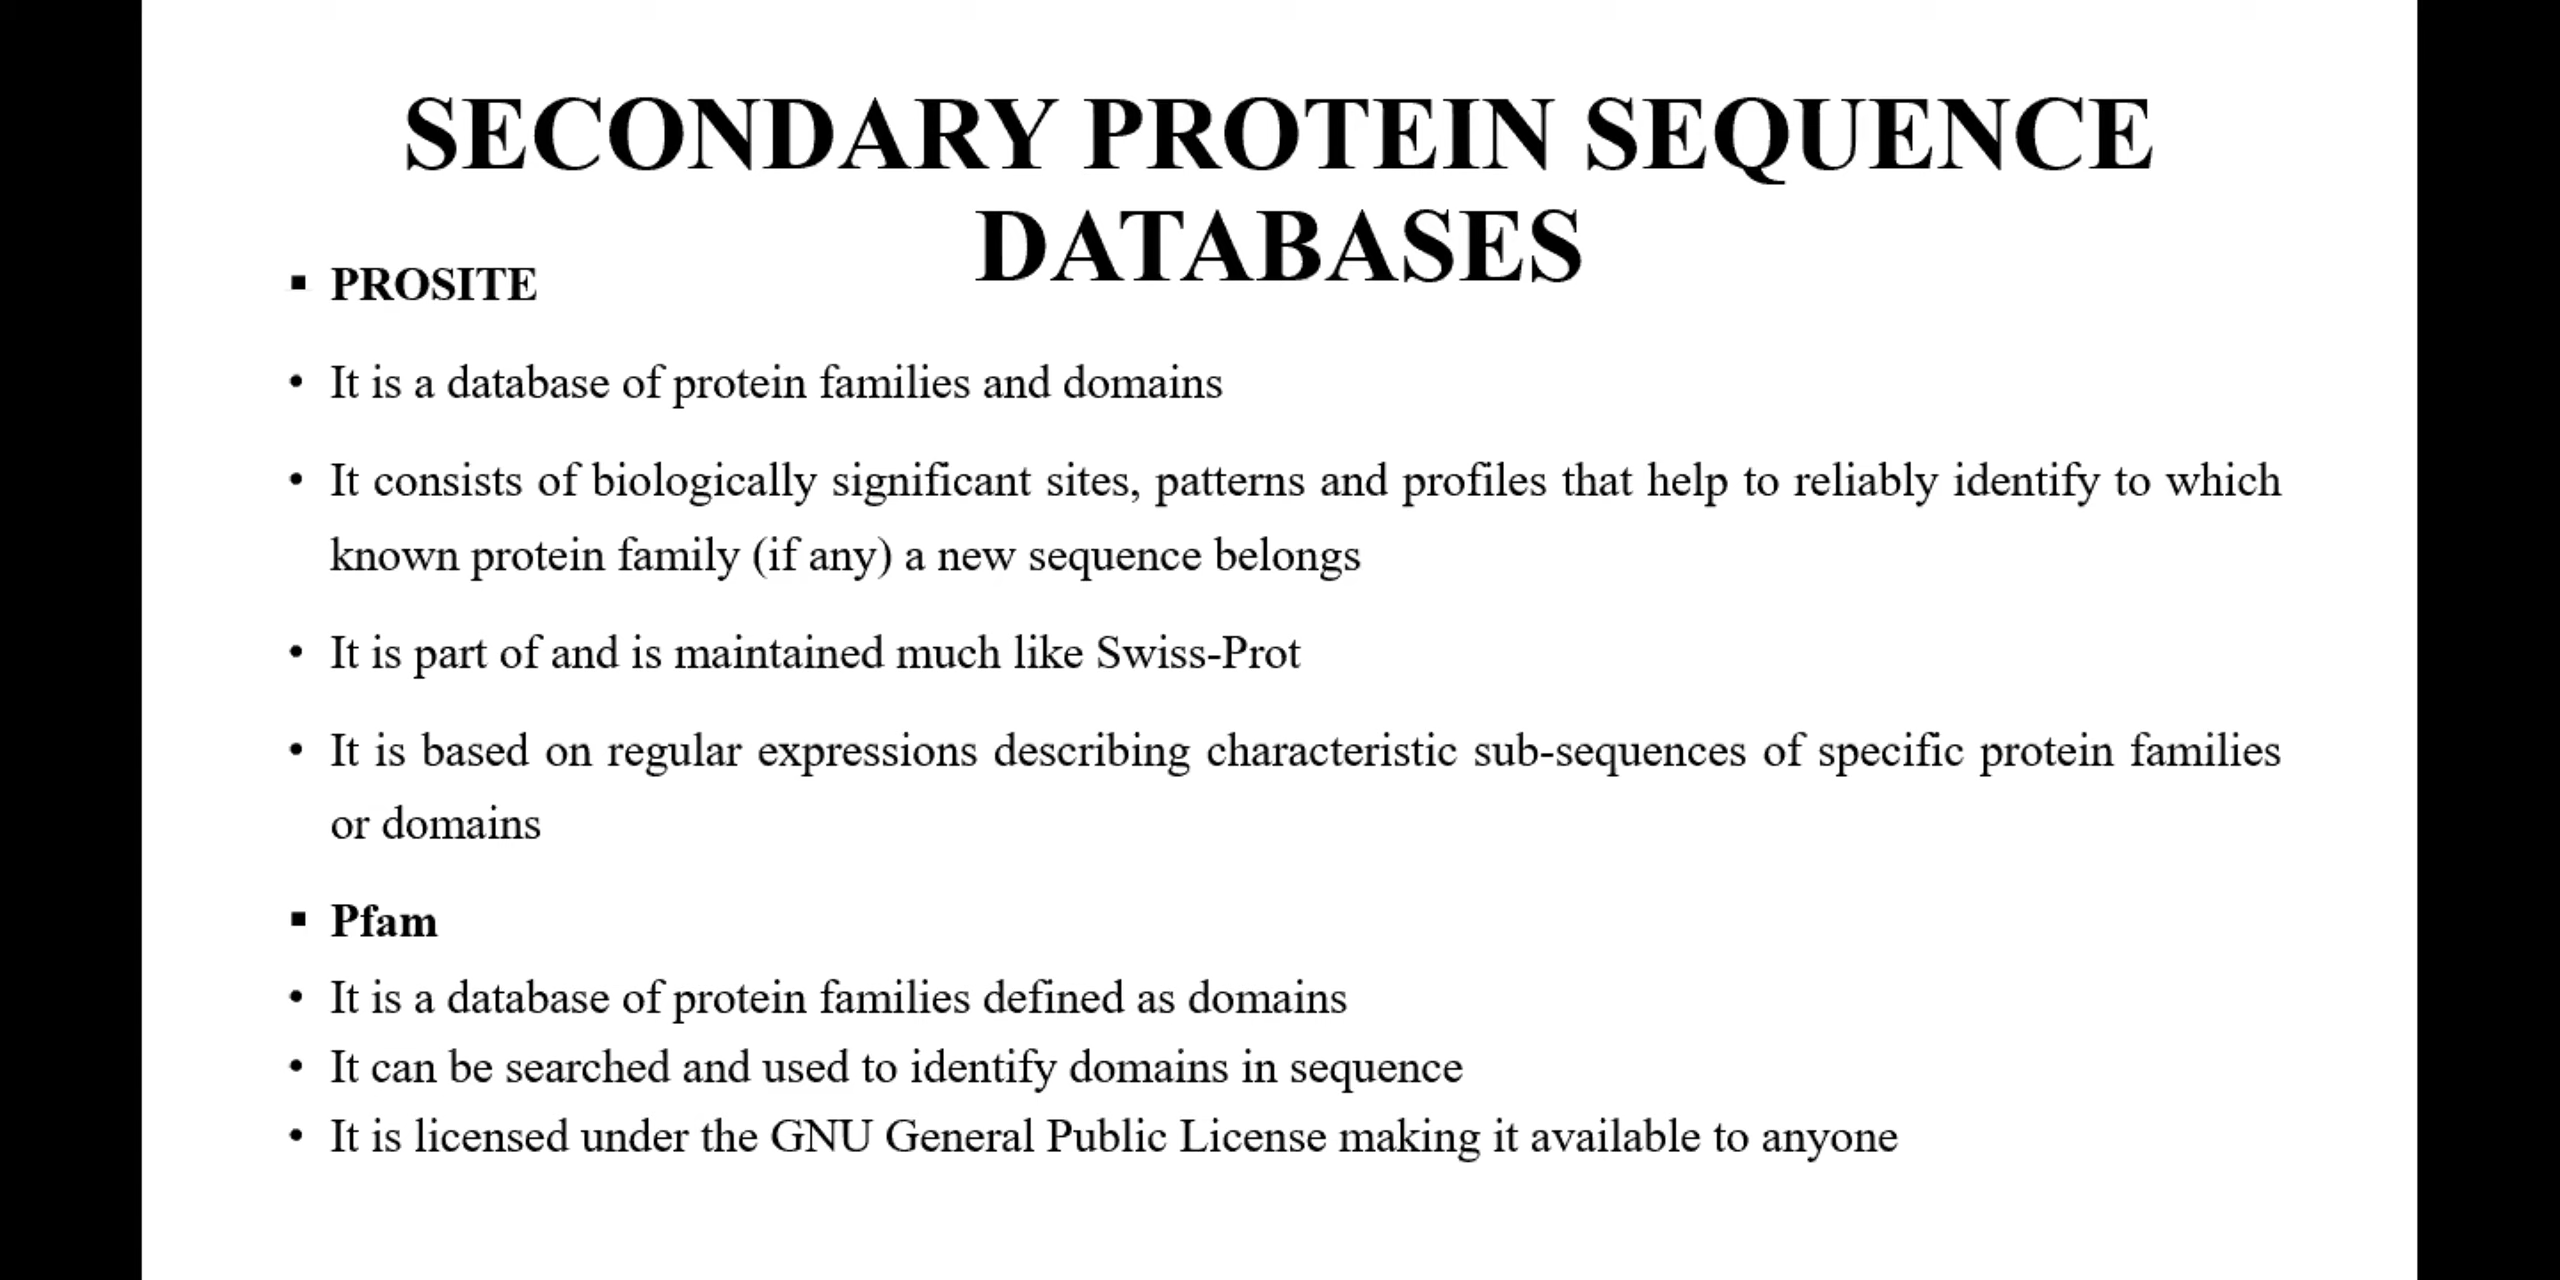 SECONDARY PROTEIN SEQUENCE
DATABASES
▪ PROSITE
• It is a database of protein families and domains
• It consists of biologically significant sites, patterns and profiles that help to reliably identify to which
known protein family (if any) a new sequence belongs
• It is part of and is maintained much like Swiss-Prot
• It is based on regular expressions describing characteristic sub-sequences of specific protein families
or domains
▪ Pfam
• It is a database of protein families defined as domains
• It can be searched and used to identify domains in sequence
• It is licensed under the GNU General Public License making it available to anyone